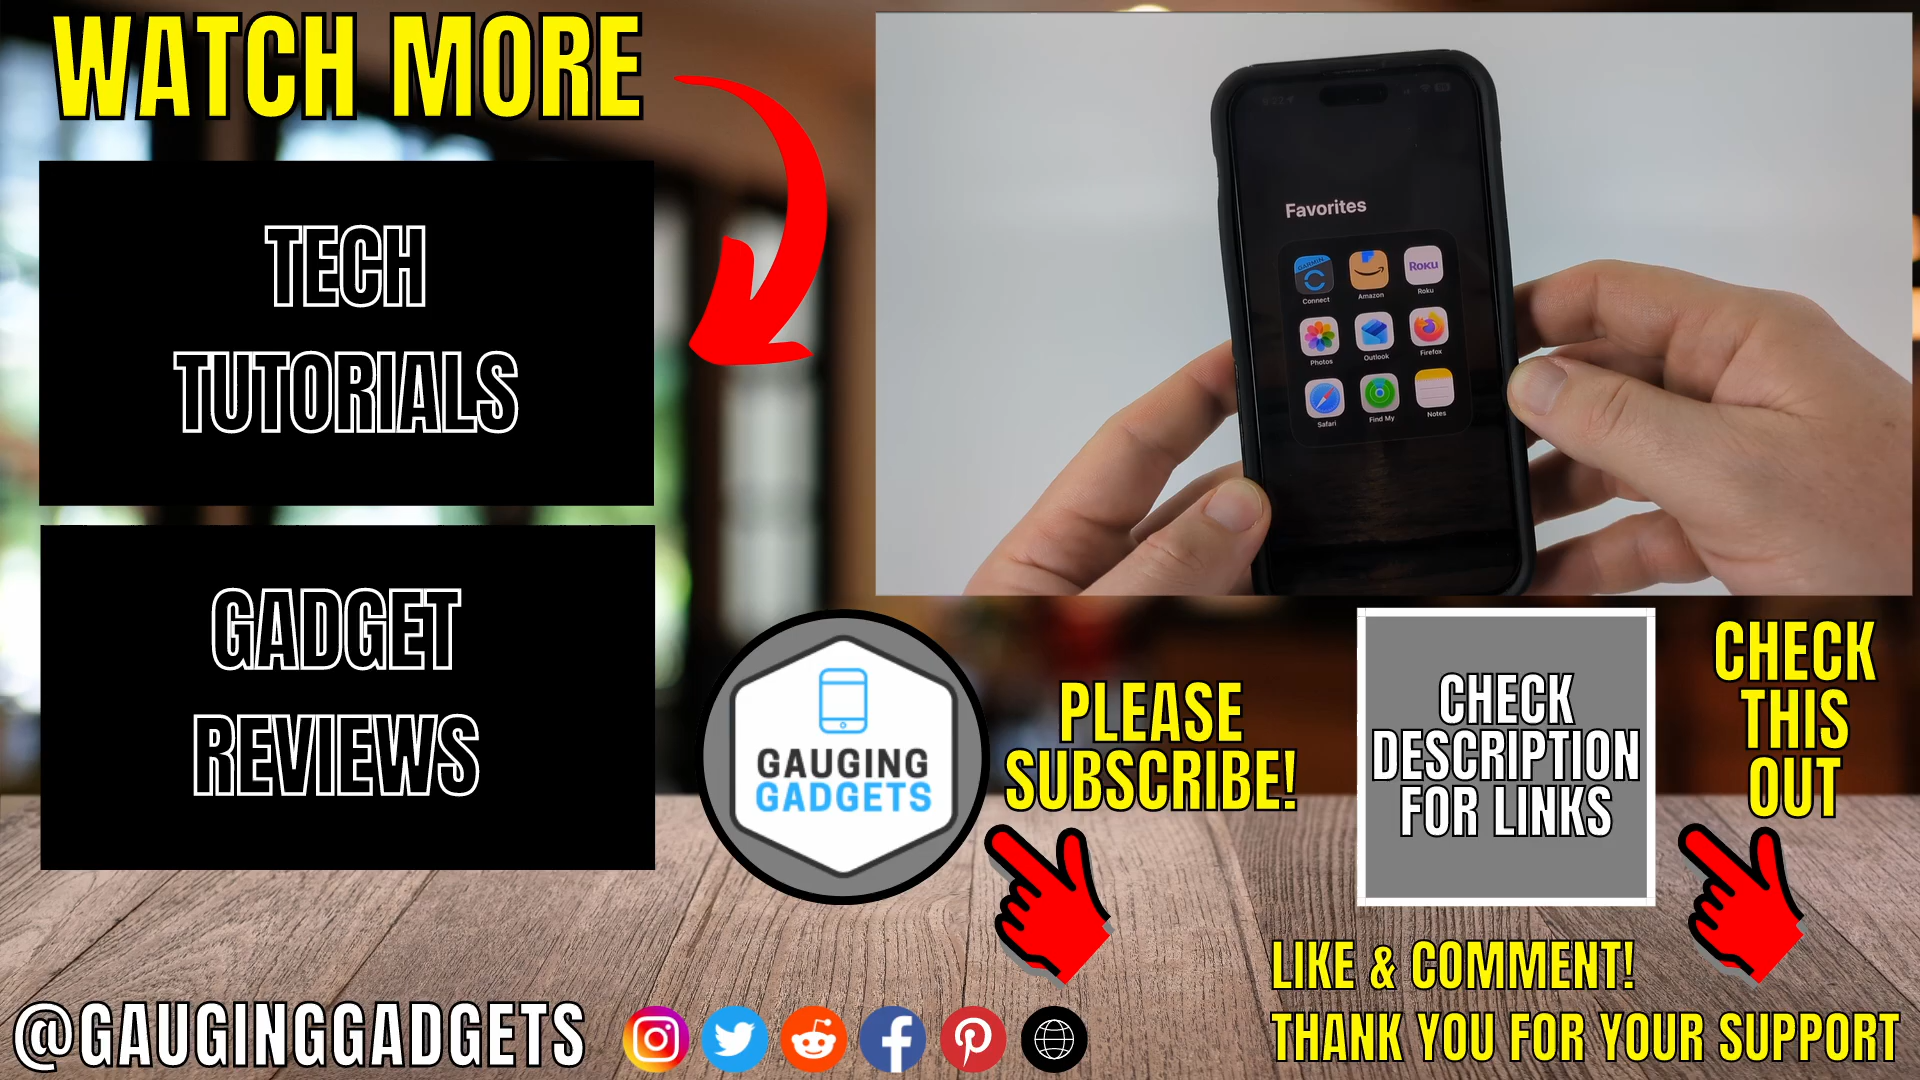 WATCH MORE
TECH
TUTORIALS
GADGET
REVIEWS
Favorites
GARMIN
Connect
Amazon
Roku
Roku
Photos
Outlook
Firefox
Safari
Find My
Notes
GAUGING
GADGETS
PLEASE
SUBSCRIBE!
CHECK
DESCRIPTION
FOR LINKS
CHECK
THIS
OUT
LIKE & COMMENT!
THANK YOU FOR YOUR SUPPORT
@GAUGINGGADGETS